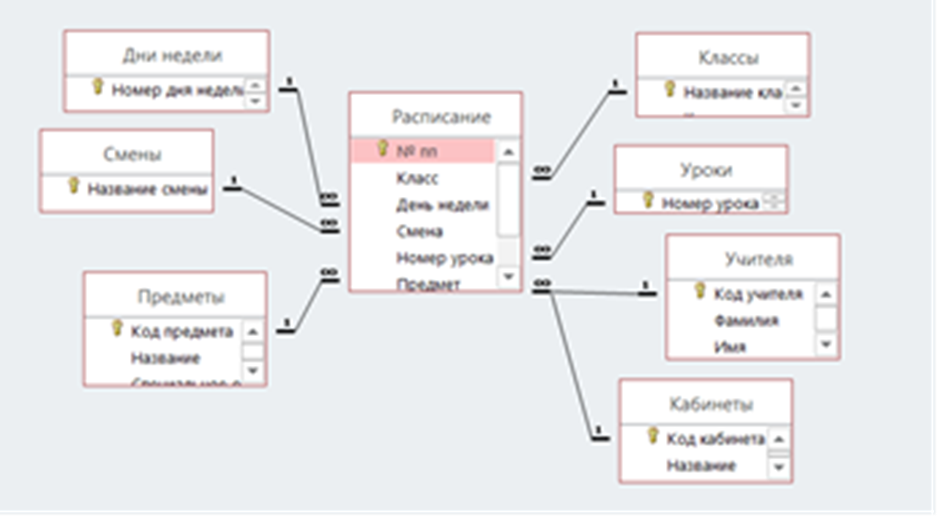 Дни недели
Номер дня недель
Смены
Название смены
Предметы
Код предмета
Название
Специальное о
Расписание
№ пп
Класс
День недели
Смена
Номер урока
Предмет
Классы
Название кла
Уроки
Номер урока
Учителя
Код учителя
Фамилия
Имя
Кабинеты
Код кабинета
Название
1
∞
1
∞
1
∞
1
∞
1
∞
1
∞
1